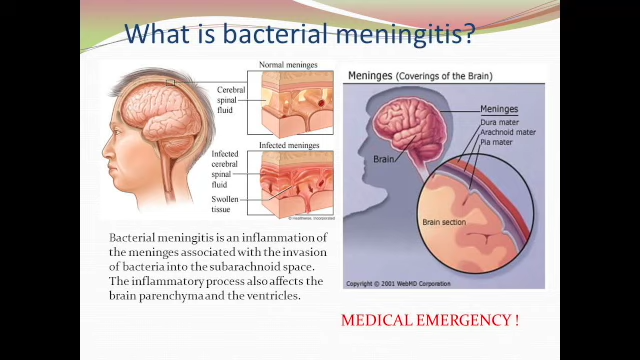 What is bacterial meningitis?
Normal meninges
Cerebral
spinal
fluid
Infected meninges
Infected
cerebral
spinal
fluid
Swollen
tissue
Meninges (Coverings of the Brain)
Meninges
Dura mater
Arachnoid mater
Pia mater
Brain
Brain section
Copyright © 2001 WebMD Corporation
Bacterial meningitis is an inflammation of
the meninges associated with the invasion
of bacteria into the subarachnoid space.
The inflammatory process also affects the
brain parenchyma and the ventricles.
MEDICAL EMERGENCY !